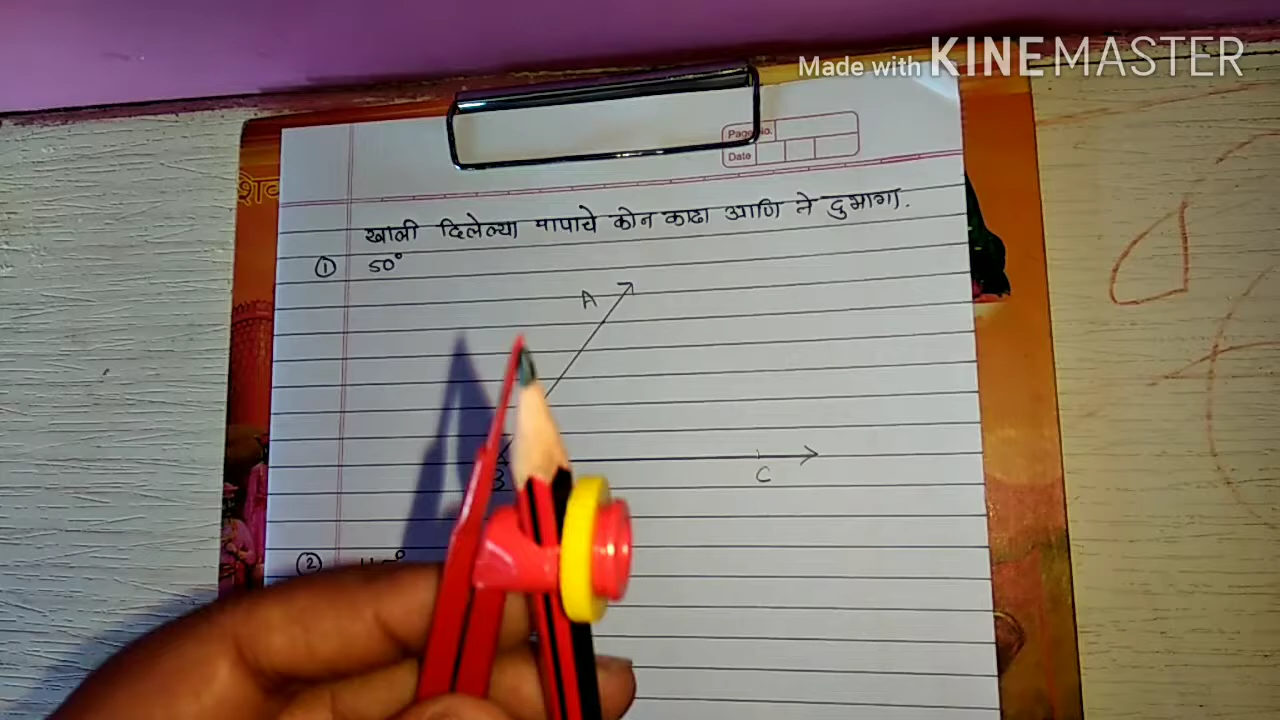 Made with KINEMASTER
Page No.
Date
शिव
खाली दिलेल्या मापाचे कोन काढा आणि ते दुभागा.
① 50°
A
B
C
②